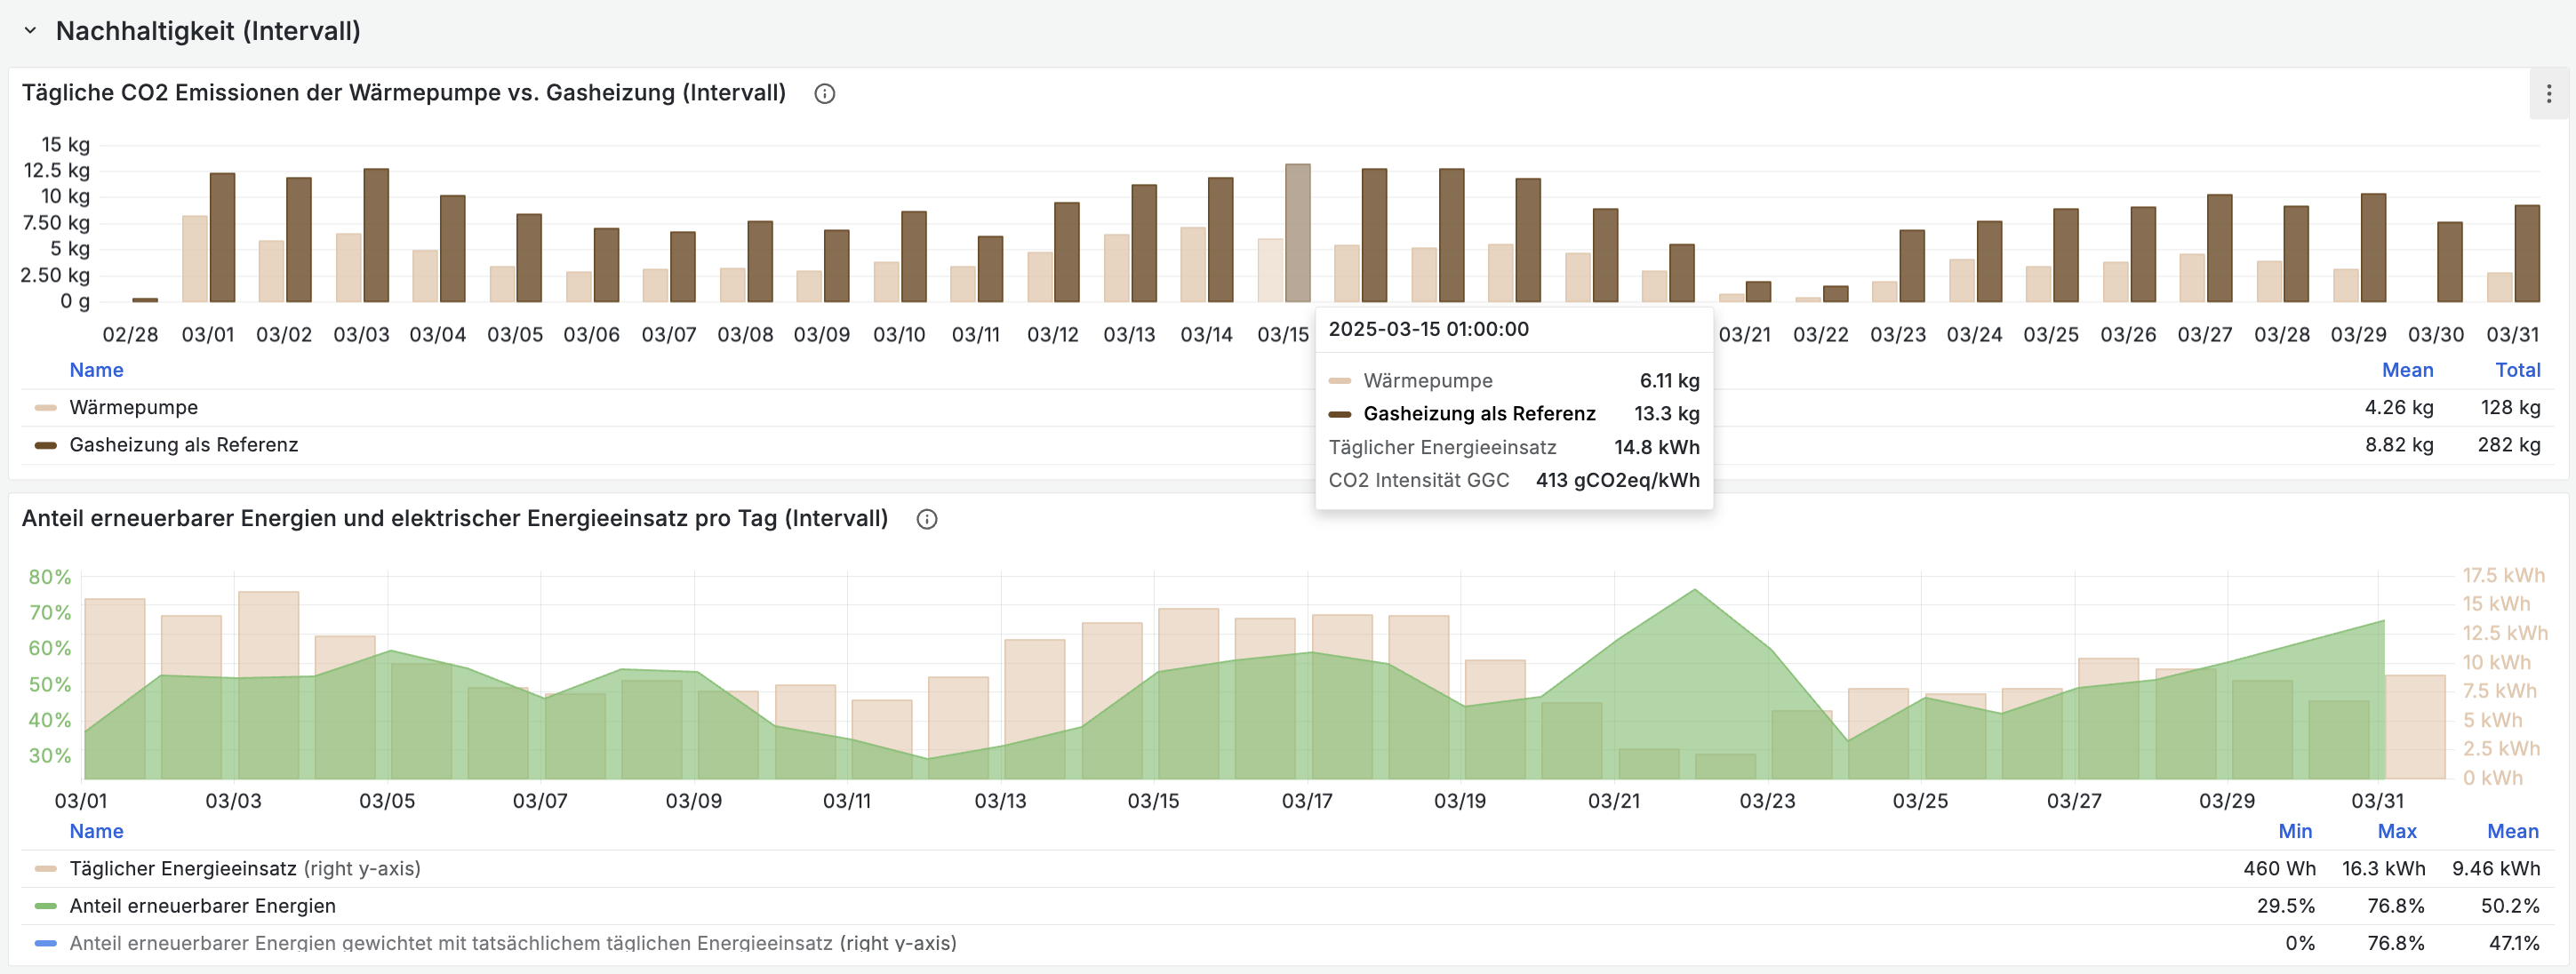 Nachhaltigkeit (Intervall)
Tägliche CO2 Emissionen der Wärmepumpe vs. Gasheizung (Intervall)
15 kg
12.5 kg
10 kg
7.50 kg
5 kg
2.50 kg
0 g
02/28 03/01 03/02 03/03 03/04 03/05 03/06 03/07 03/08 03/09 03/10 03/11 03/12 03/13 03/14 03/15 03/21 03/22 03/23 03/24 03/25 03/26 03/27 03/28 03/29 03/30 03/31
Name Mean Total
Wärmepumpe 4.26 kg 128 kg
Gasheizung als Referenz 8.82 kg 282 kg
2025-03-15 01:00:00
Wärmepumpe 6.11 kg
Gasheizung als Referenz 13.3 kg
Täglicher Energieeinsatz 14.8 kWh
CO2 Intensität GGC 413 gCO2eq/kWh
Anteil erneuerbarer Energien und elektrischer Energieeinsatz pro Tag (Intervall)
80% 17.5 kWh
70% 15 kWh
60% 12.5 kWh
50% 10 kWh
40% 7.5 kWh
30% 5 kWh
2.5 kWh
0 kWh
03/01 03/03 03/05 03/07 03/09 03/11 03/13 03/15 03/17 03/19 03/21 03/23 03/25 03/27 03/29 03/31
Name Min Max Mean
Täglicher Energieeinsatz (right y-axis) 460 Wh 16.3 kWh 9.46 kWh
Anteil erneuerbarer Energien 29.5% 76.8% 50.2%
Anteil erneuerbarer Energien gewichtet mit tatsächlichem täglichen Energieeinsatz (right y-axis) 0% 76.8% 47.1%